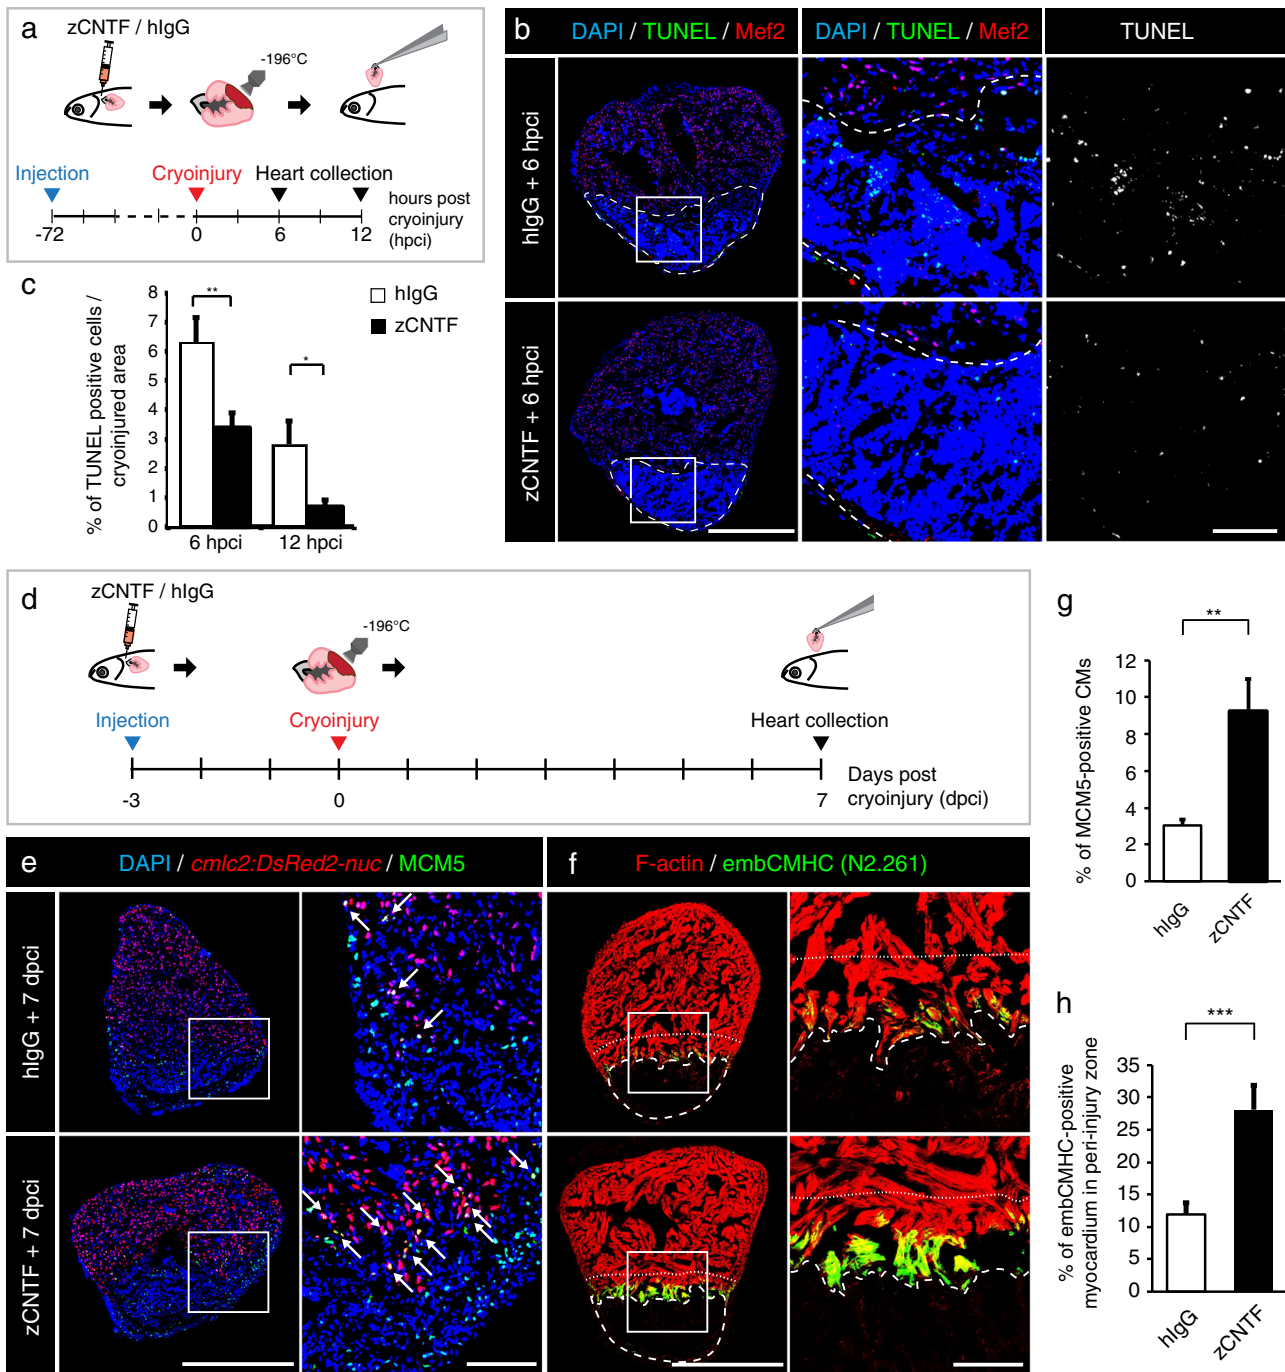 a
zCNTF / hIgG
-196°C
Injection
Cryoinjury
Heart collection
hours post
cryoinjury
(hpci)
-72
0
6
12
b
DAPI / TUNEL / Mef2
DAPI / TUNEL / Mef2
TUNEL
hIgG + 6 hpci
zCNTF + 6 hpci
c
% of TUNEL positive cells /
cryoinjured area
8
7
6
5
4
3
2
1
0
**
*
hIgG
zCNTF
6 hpci
12 hpci
d
zCNTF / hIgG
-196°C
Injection
Cryoinjury
Heart collection
-3
0
7
Days post
cryoinjury (dpci)
e
DAPI / cmlc2:DsRed2-nuc / MCM5
hIgG + 7 dpci
zCNTF + 7 dpci
f
F-actin / embCMHC (N2.261)
g
**
% of MCM5-positive CMs
12
10
8
6
4
2
0
hIgG
zCNTF
h
***
% of embCMHC-positive
myocardium in peri-injury zone
35
30
25
20
15
10
5
0
hIgG
zCNTF